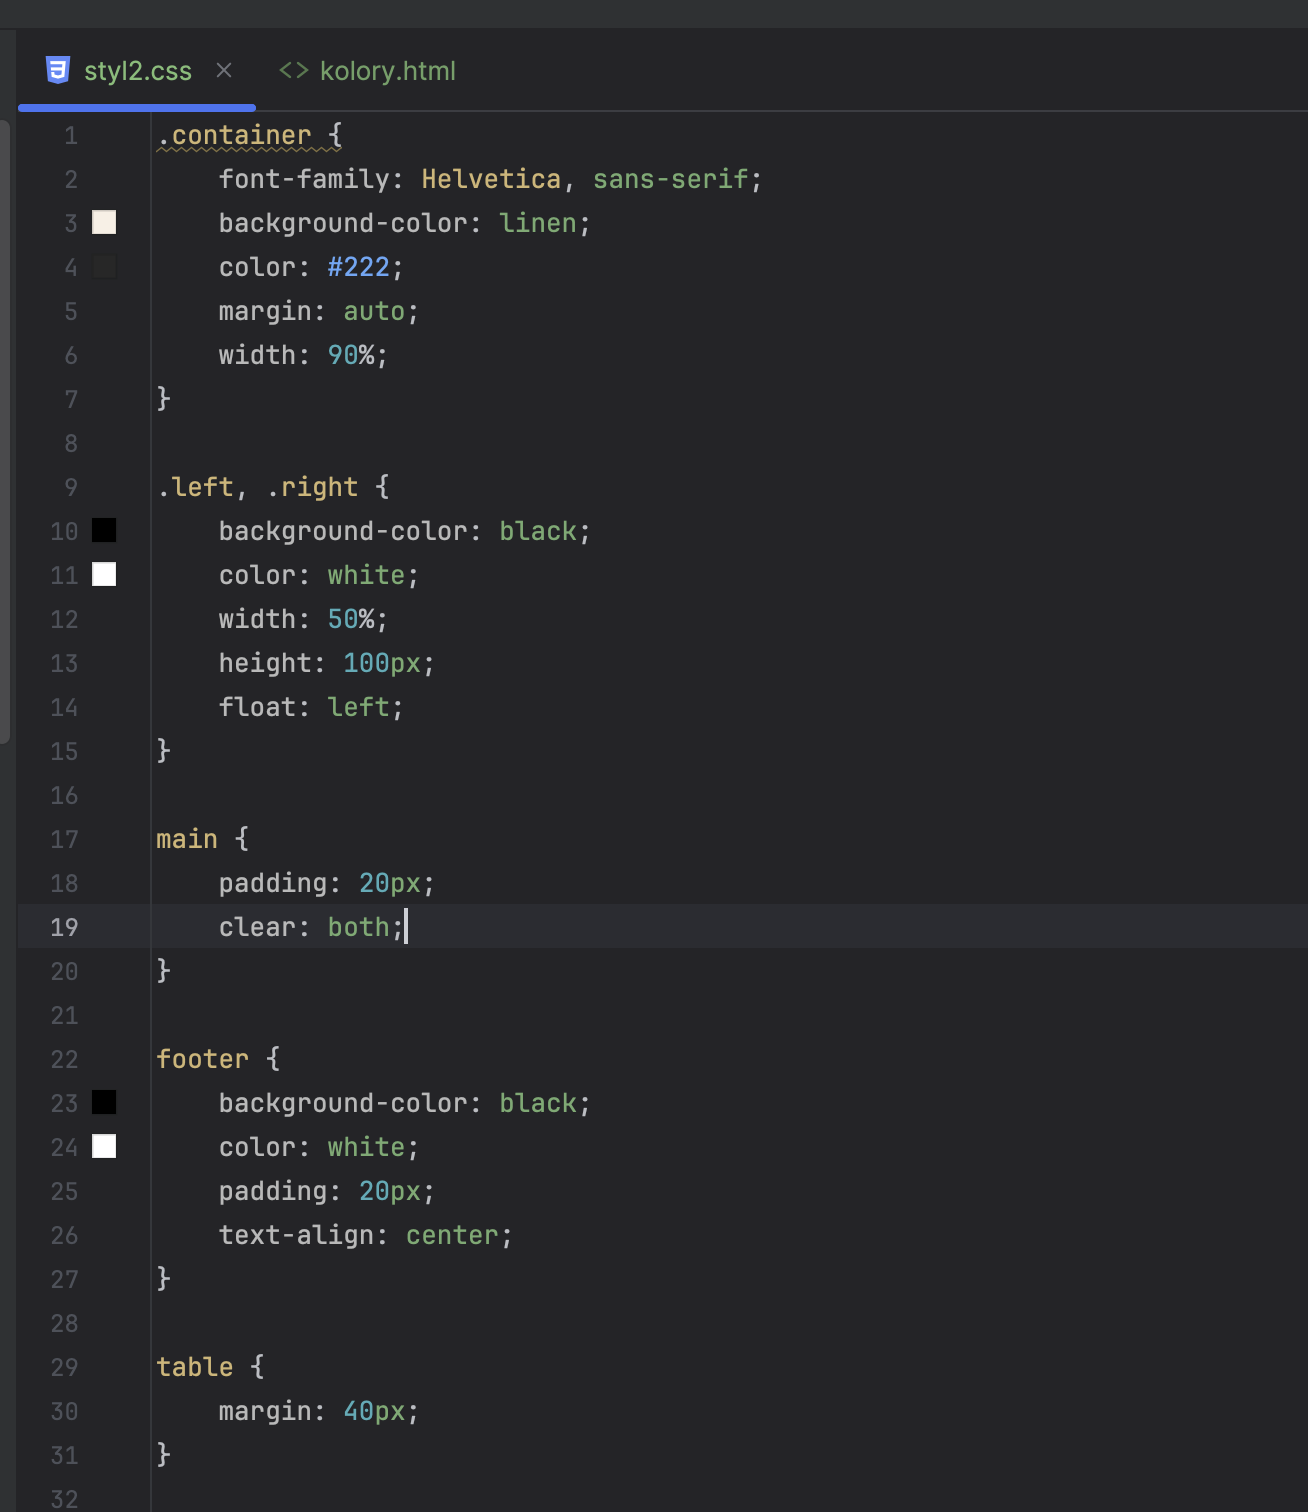 styl2.css × <> kolory.html
1 .container {
2 font-family: Helvetica, sans-serif;
3 background-color: linen;
4 color: #222;
5 margin: auto;
6 width: 90%;
7 }
8
9 .left, .right {
10 background-color: black;
11 color: white;
12 width: 50%;
13 height: 100px;
14 float: left;
15 }
16
17 main {
18 padding: 20px;
19 clear: both;
20 }
21
22 footer {
23 background-color: black;
24 color: white;
25 padding: 20px;
26 text-align: center;
27 }
28
29 table {
30 margin: 40px;
31 }
32